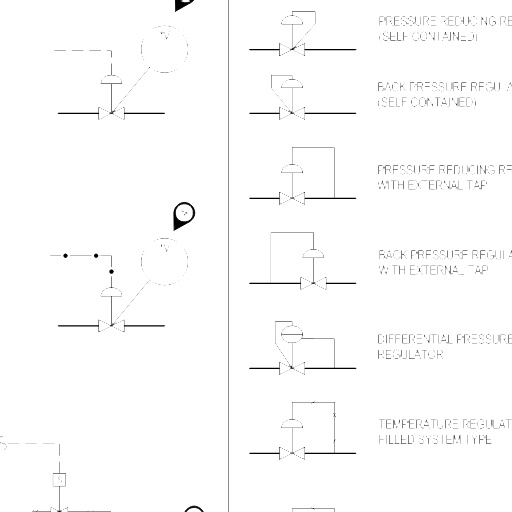 PRESSURE REDUCING RE
(SELF CONTAINED)
BACK PRESSURE REGULA
(SELF CONTAINED)
PRESSURE REDUCING RE
WITH EXTERNAL TAP
BACK PRESSURE REGULA
WITH EXTERNAL TAP
DIFFERENTIAL PRESSURE
REGULATOR
TEMPERATURE REGULAT
FILLED SYSTEM TYPE